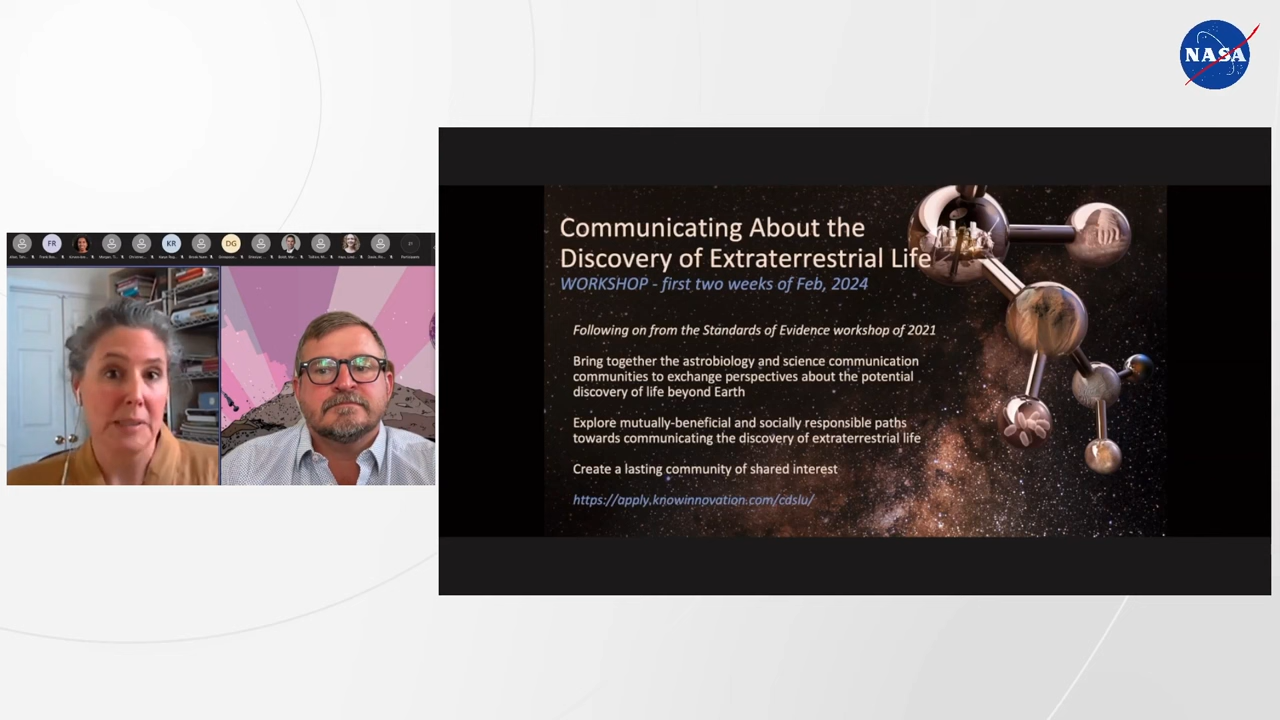 NASA
FR
KR
DG
Participants
Communicating About the
Discovery of Extraterrestrial Life
WORKSHOP - first two weeks of Feb, 2024
Following on from the Standards of Evidence workshop of 2021
Bring together the astrobiology and science communication
communities to exchange perspectives about the potential
discovery of life beyond Earth
Explore mutually-beneficial and socially responsible paths
towards communicating the discovery of extraterrestrial life
Create a lasting community of shared interest
https://apply.knowinnovation.com/cdslu/